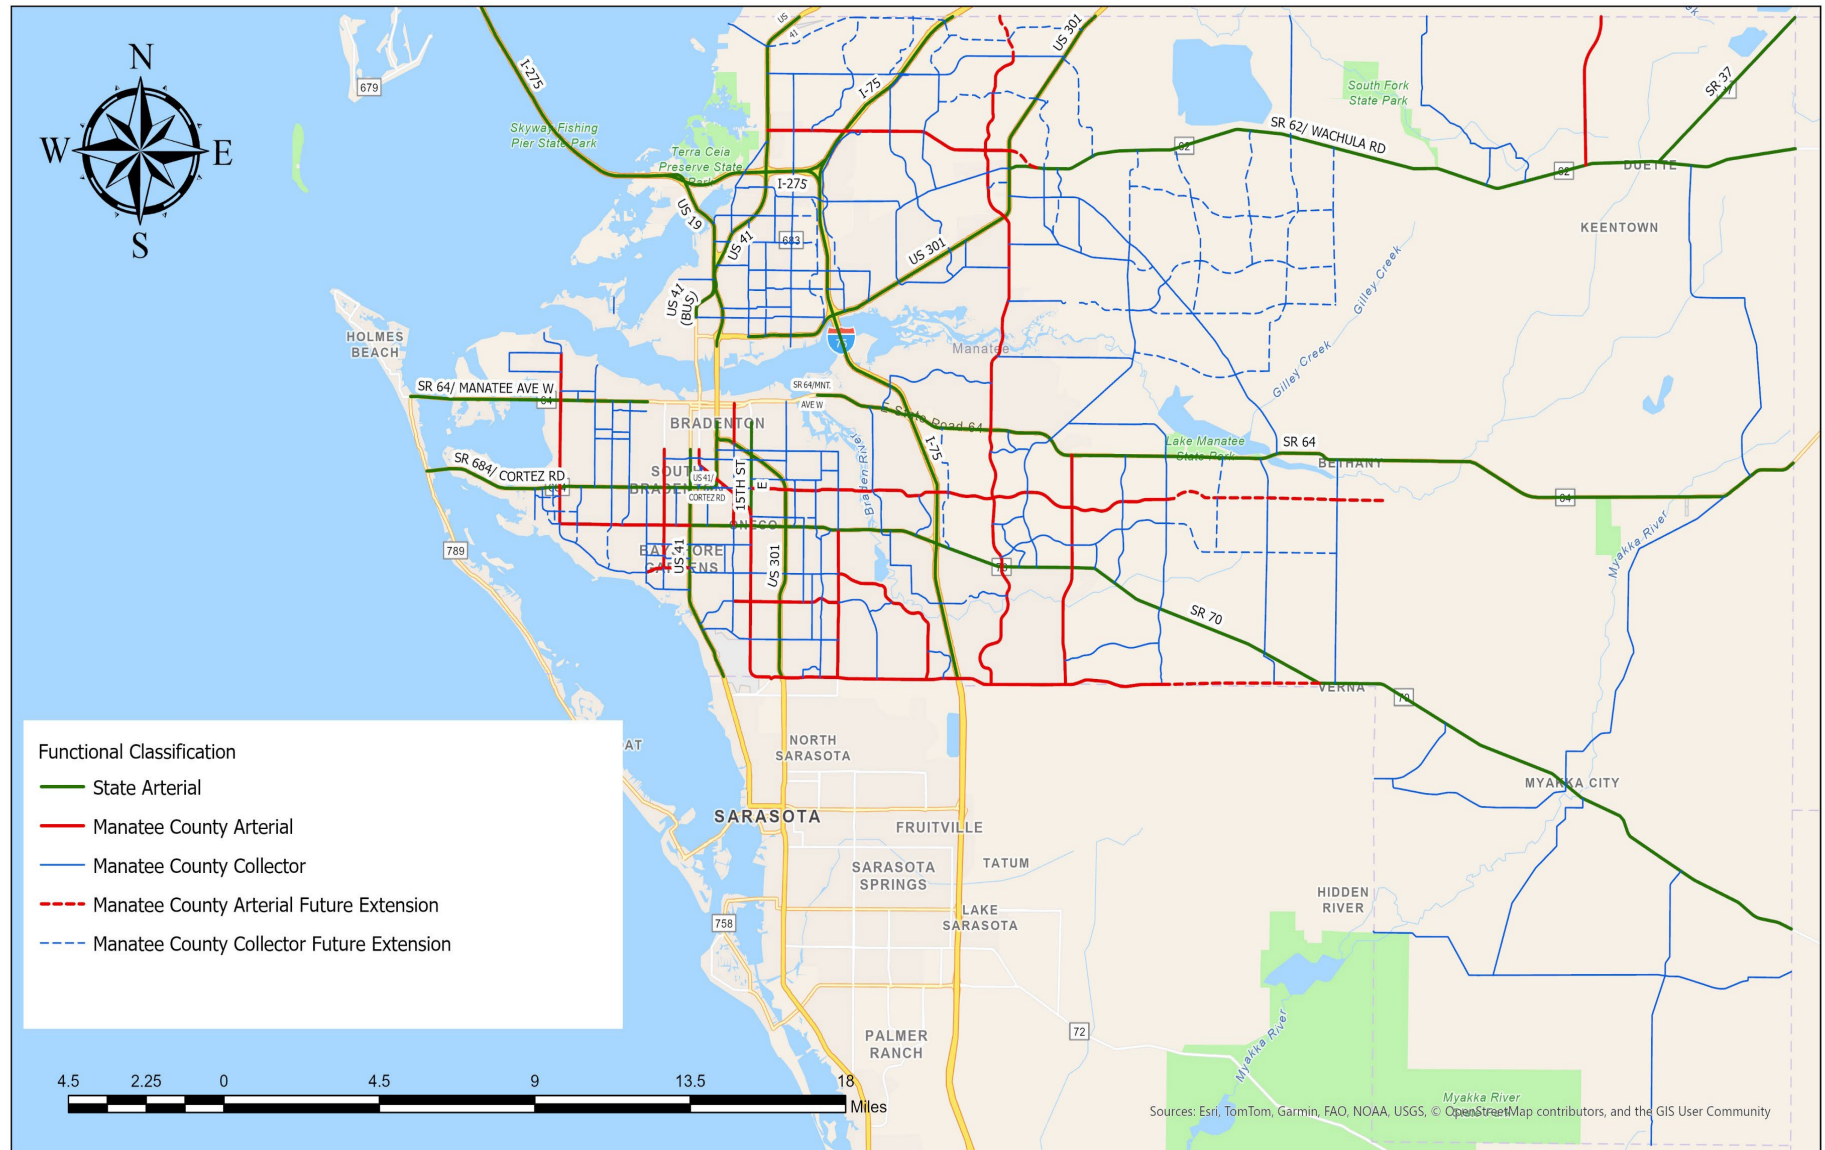 US
41
I-275
679
N
W
E
S
I-75
US 301
SR 37
South Fork
State Park
SR 62/ WACHULA RD
62
62
DUETTE
Skyway Fishing
Pier State Park
Terra Ceia
Preserve State
Park
I-275
US 19
US 41
683
US 301
KEENTOWN
Gilley Creek
Gilley Creek
US 41
(BUS)
75
Manatee
HOLMES
BEACH
SR 64/ MANATEE AVE W
64
SR 64/MNT.
AVE W
E State Road 64
BRADENTON
Braden River
I-75
Lake Manatee
State Park
SR 64
BETHANY
64
SR 684/ CORTEZ RD
684
SOUTH
BRADENTON
US 41/
CORTEZ RD
15TH ST
E
ONECO
789
BAYSHORE
GARDENS
US 41
US 301
70
Myakka River
SR 70
VERNA
70
NORTH
SARASOTA
MYAKKA CITY
SARASOTA
FRUITVILLE
TATUM
SARASOTA
SPRINGS
LAKE
SARASOTA
HIDDEN
RIVER
758
PALMER
RANCH
72
Myakka River
Myakka River
Functional Classification
State Arterial
Manatee County Arterial
Manatee County Collector
Manatee County Arterial Future Extension
Manatee County Collector Future Extension
4.5 2.25 0 4.5 9 13.5 18
Miles
Sources: Esri, TomTom, Garmin, FAO, NOAA, USGS, © OpenStreetMap contributors, and the GIS User Community